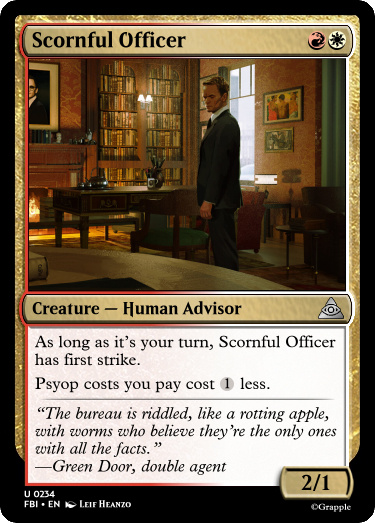 Scornful Officer
Creature — Human Advisor
As long as it's your turn, Scornful Officer
has first strike.
Psyop costs you pay cost 1 less.
“The bureau is riddled, like a rotting apple,
with worms who believe they're the only ones
with all the facts.”
—Green Door, double agent
2/1
U 0234
FBI • EN Leif Heanzo
©Grapple